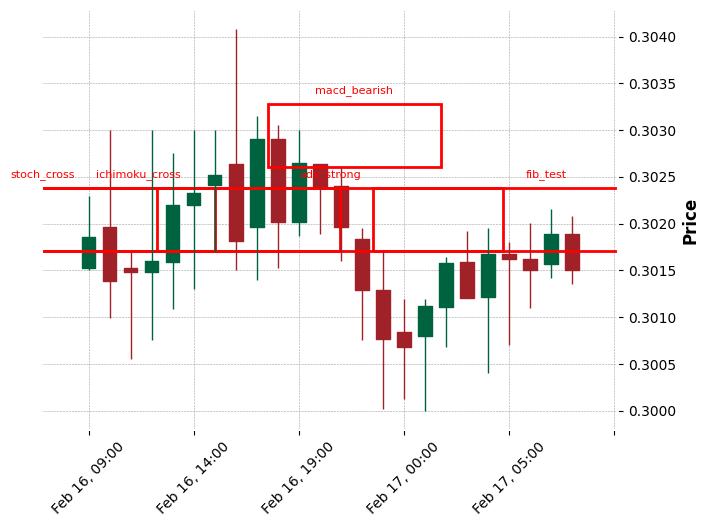 0.3040
0.3035
macd_bearish
0.3030
stoch_cross
ichimoku_cross
fib_test
0.3025
0.3020
Price
0.3015
0.3010
0.3005
0.3000
Feb 16, 09:00
Feb 16, 14:00
Feb 16, 19:00
Feb 17, 00:00
Feb 17, 05:00